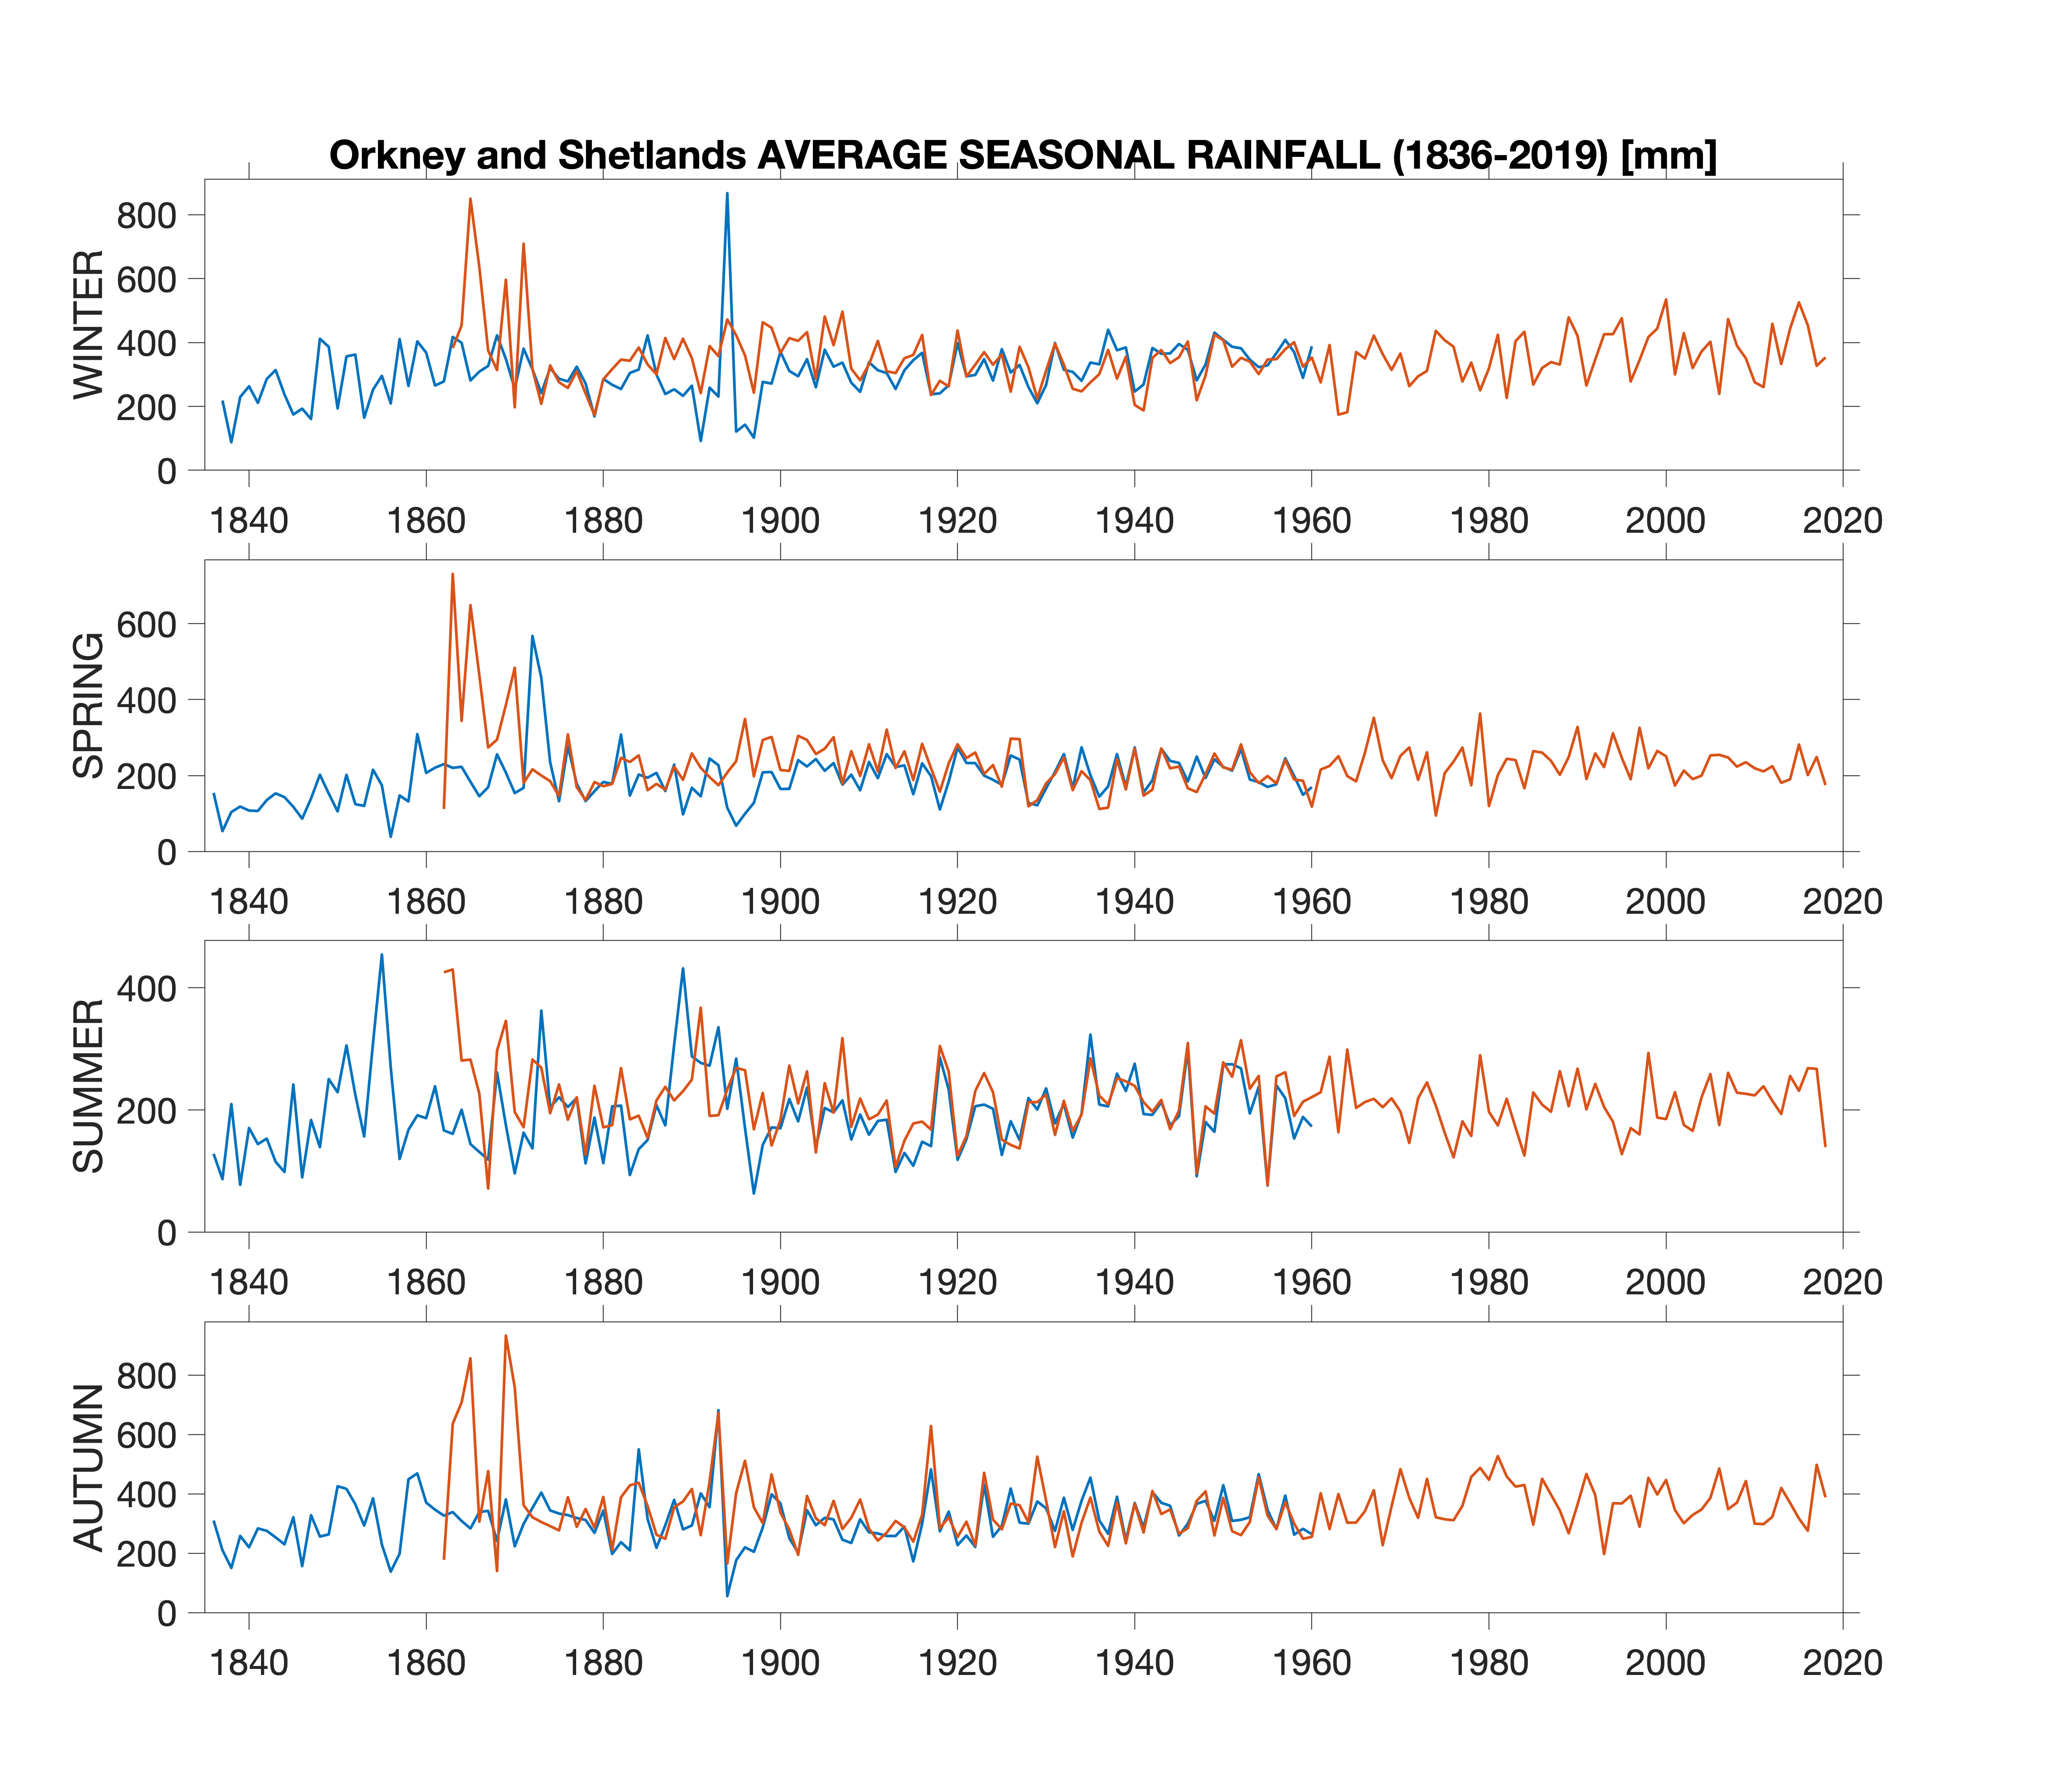 Orkney and Shetlands AVERAGE SEASONAL RAINFALL (1836-2019) [mm]
WINTER
800
600
400
200
0
1840 1860 1880 1900 1920 1940 1960 1980 2000 2020
SPRING
600
400
200
0
1840 1860 1880 1900 1920 1940 1960 1980 2000 2020
SUMMER
400
200
0
1840 1860 1880 1900 1920 1940 1960 1980 2000 2020
AUTUMN
800
600
400
200
0
1840 1860 1880 1900 1920 1940 1960 1980 2000 2020